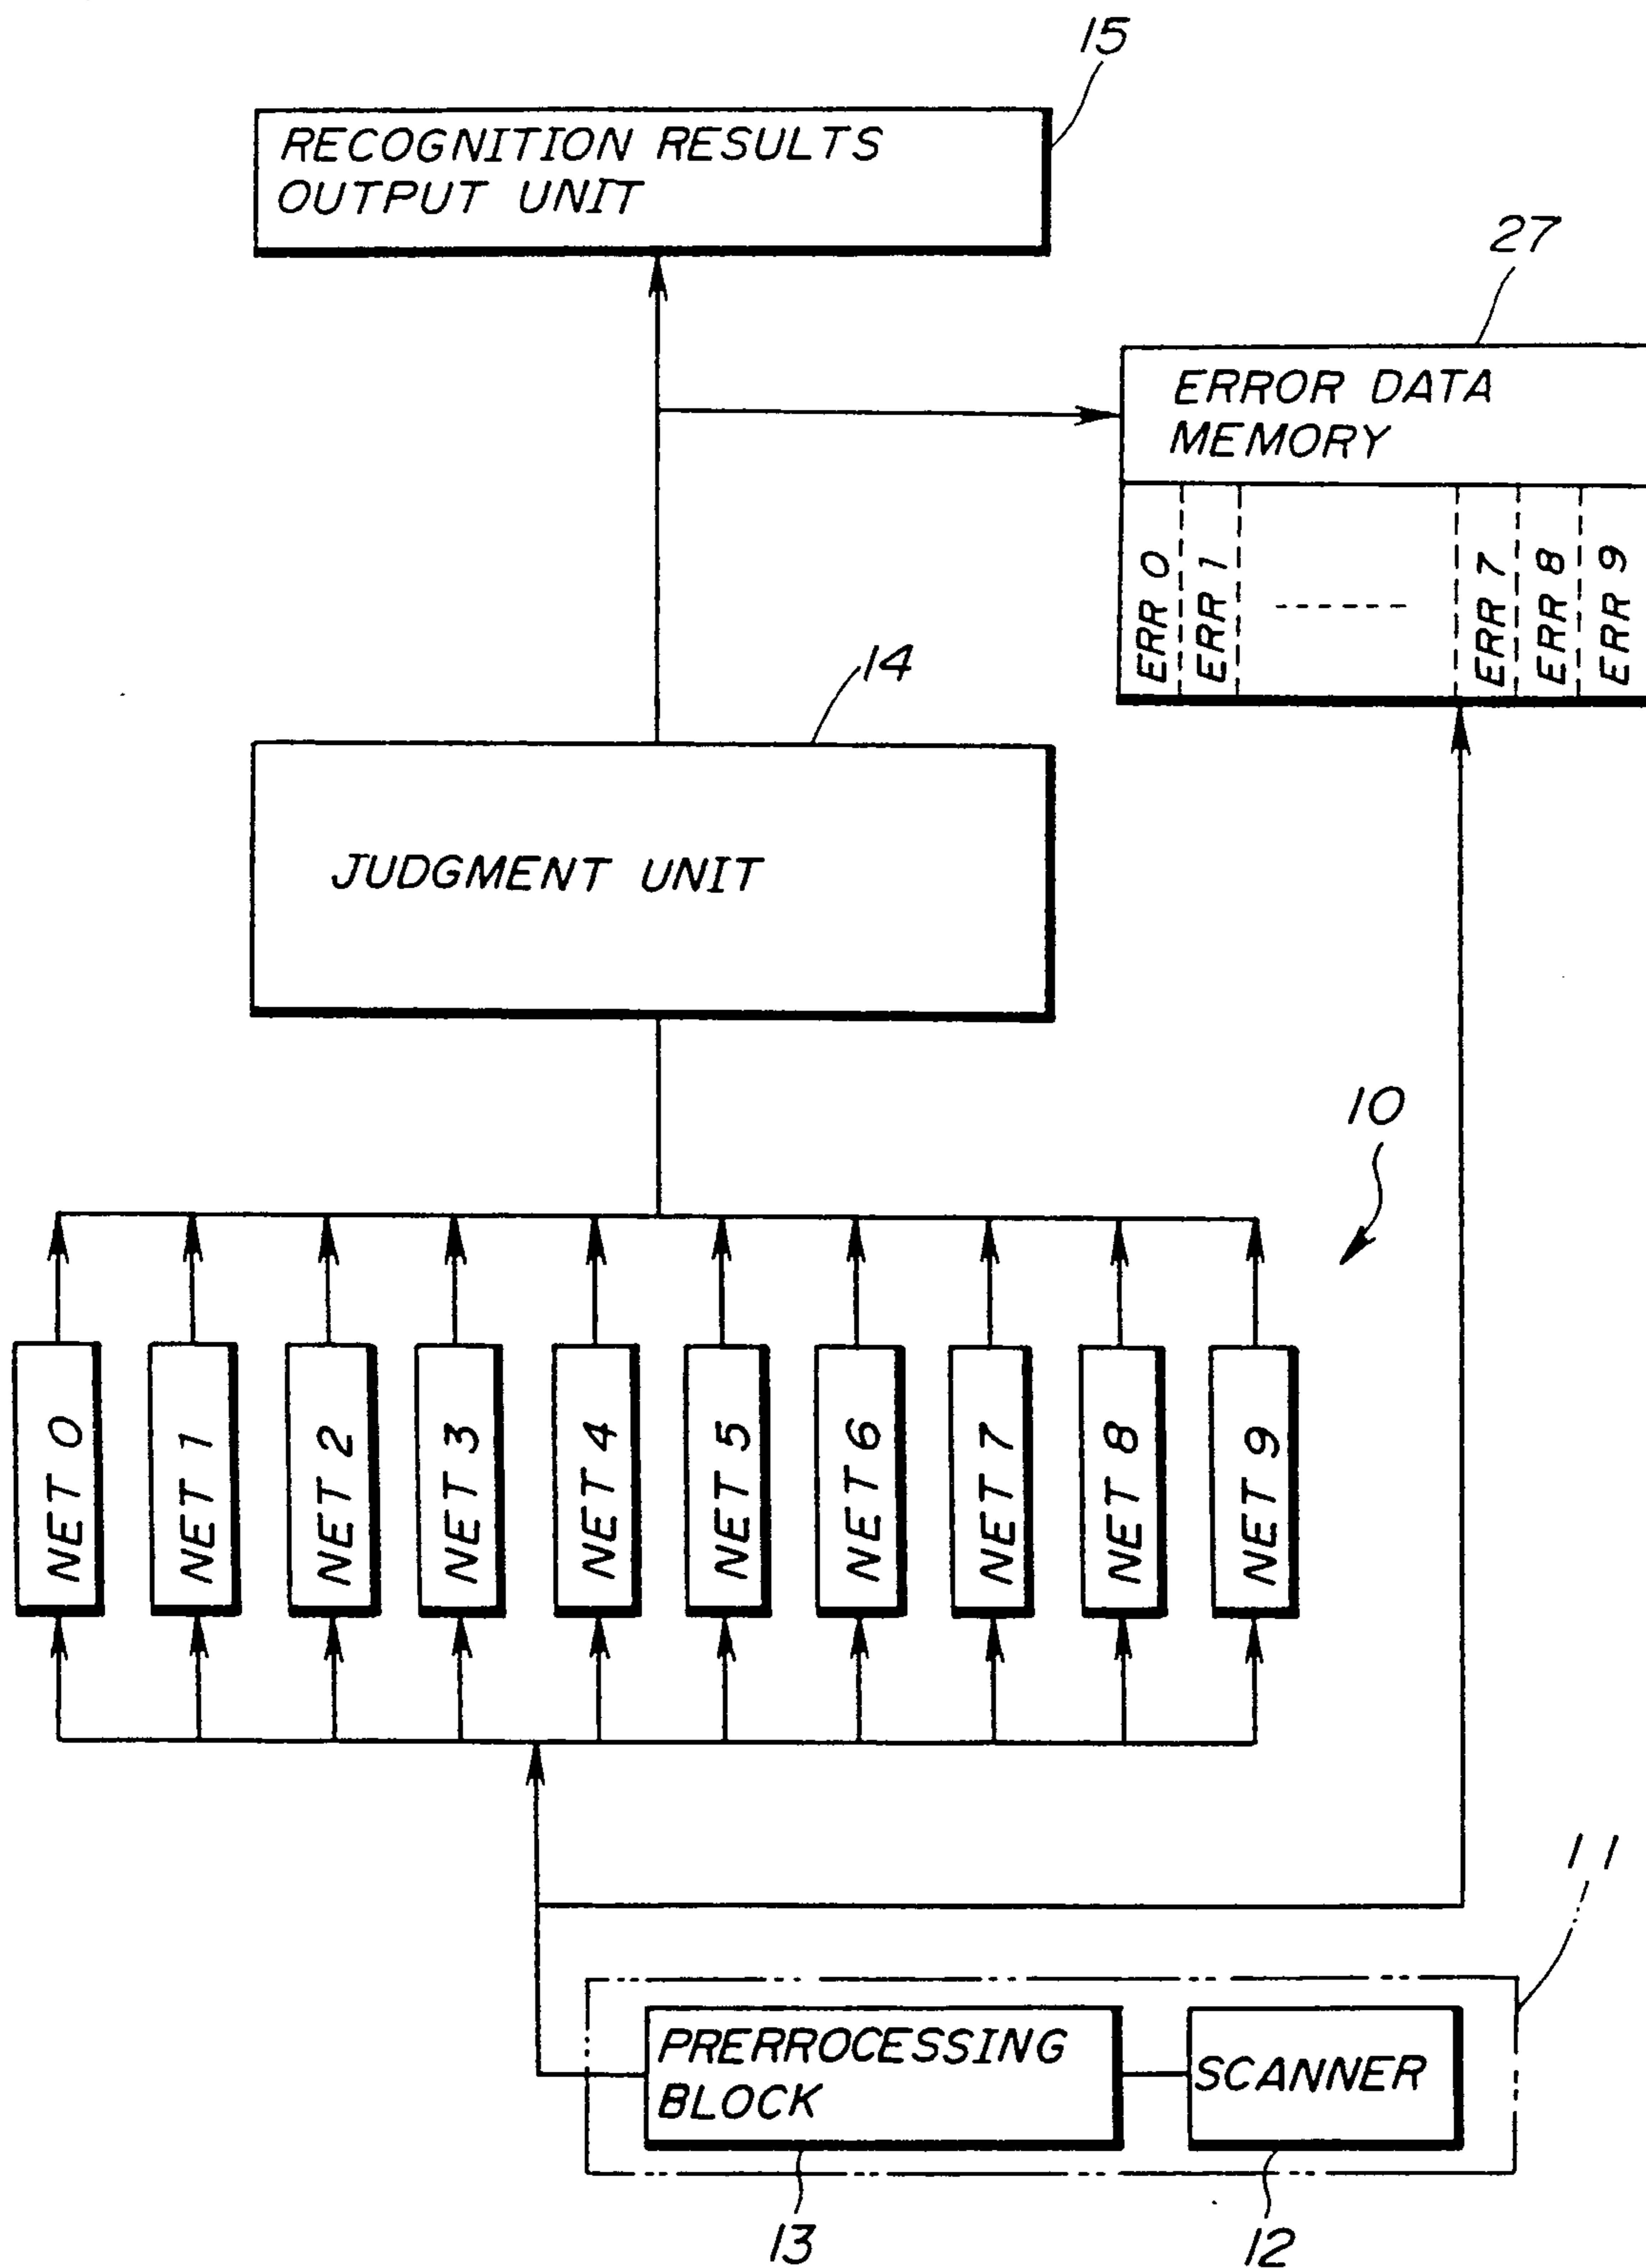 15
RECOGNITION RESULTS
OUTPUT UNIT
27
ERROR DATA
MEMORY
ERR 0
ERR 1
ERR 7
ERR 8
ERR 9
14
JUDGMENT UNIT
10
NET 0
NET 1
NET 2
NET 3
NET 4
NET 5
NET 6
NET 7
NET 8
NET 9
11
PRERROCESSING
BLOCK
SCANNER
13
12